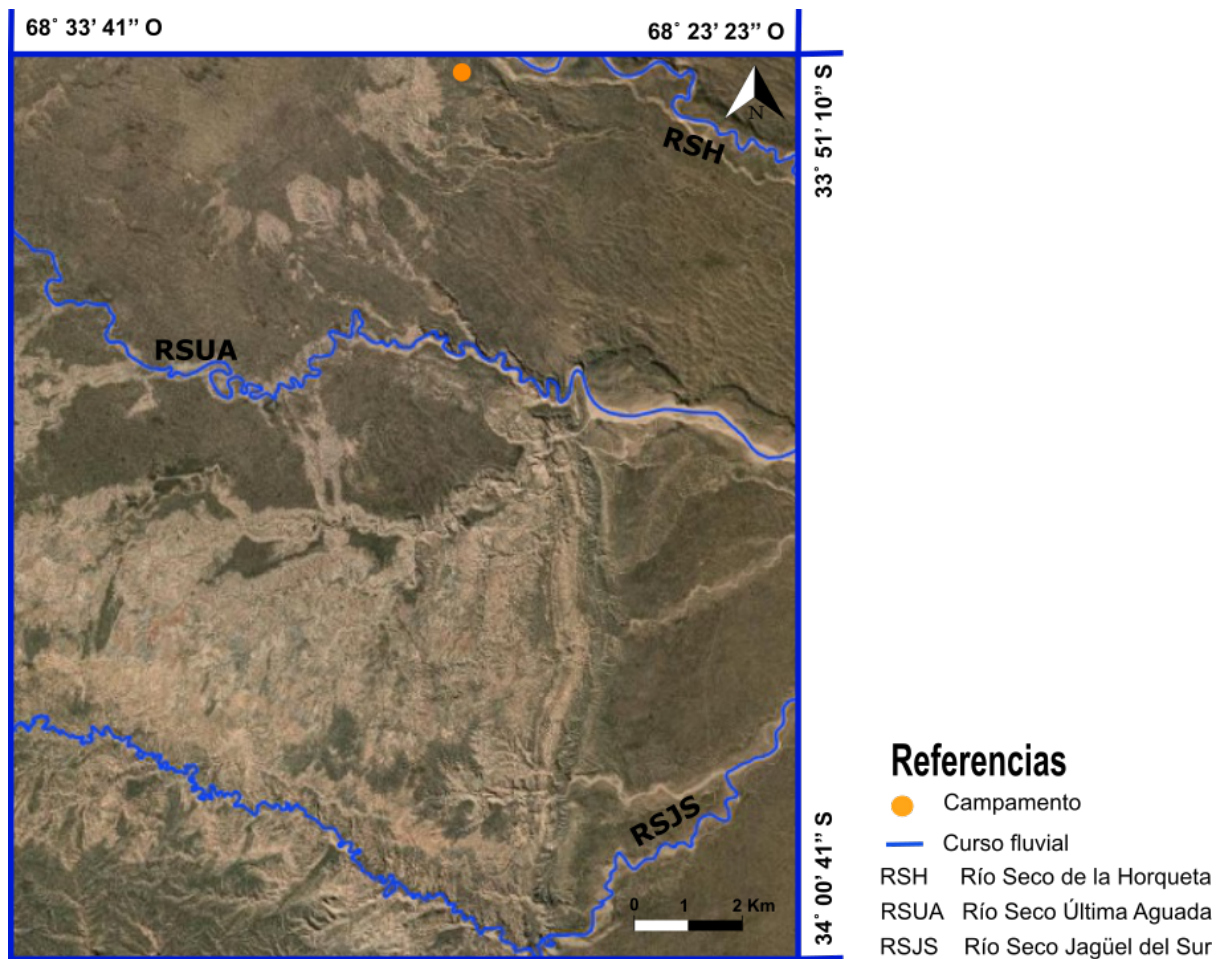 68° 33’ 41” O
68° 23’ 23” O
33° 51’ 10” S
N
RSH
RSUA
RSJS
0 1 2 Km
34° 00’ 41” S
Referencias
Campamento
Curso fluvial
RSH Río Seco de la Horqueta
RSUA Río Seco Última Aguada
RSJS Río Seco Jagüel del Sur